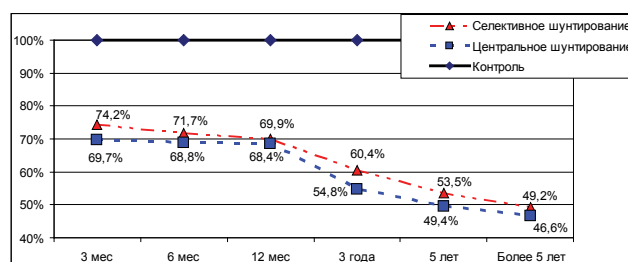 Селективное шунтирование
Центральное шунтирование
Контроль
100%
90%
80%
70%
60%
50%
40%
74,2%
71,7%
69,9%
60,4%
53,5%
49,2%
69,7%
68,8%
68,4%
54,8%
49,4%
46,6%
3 мес
6 мес
12 мес
3 года
5 лет
Более 5 лет